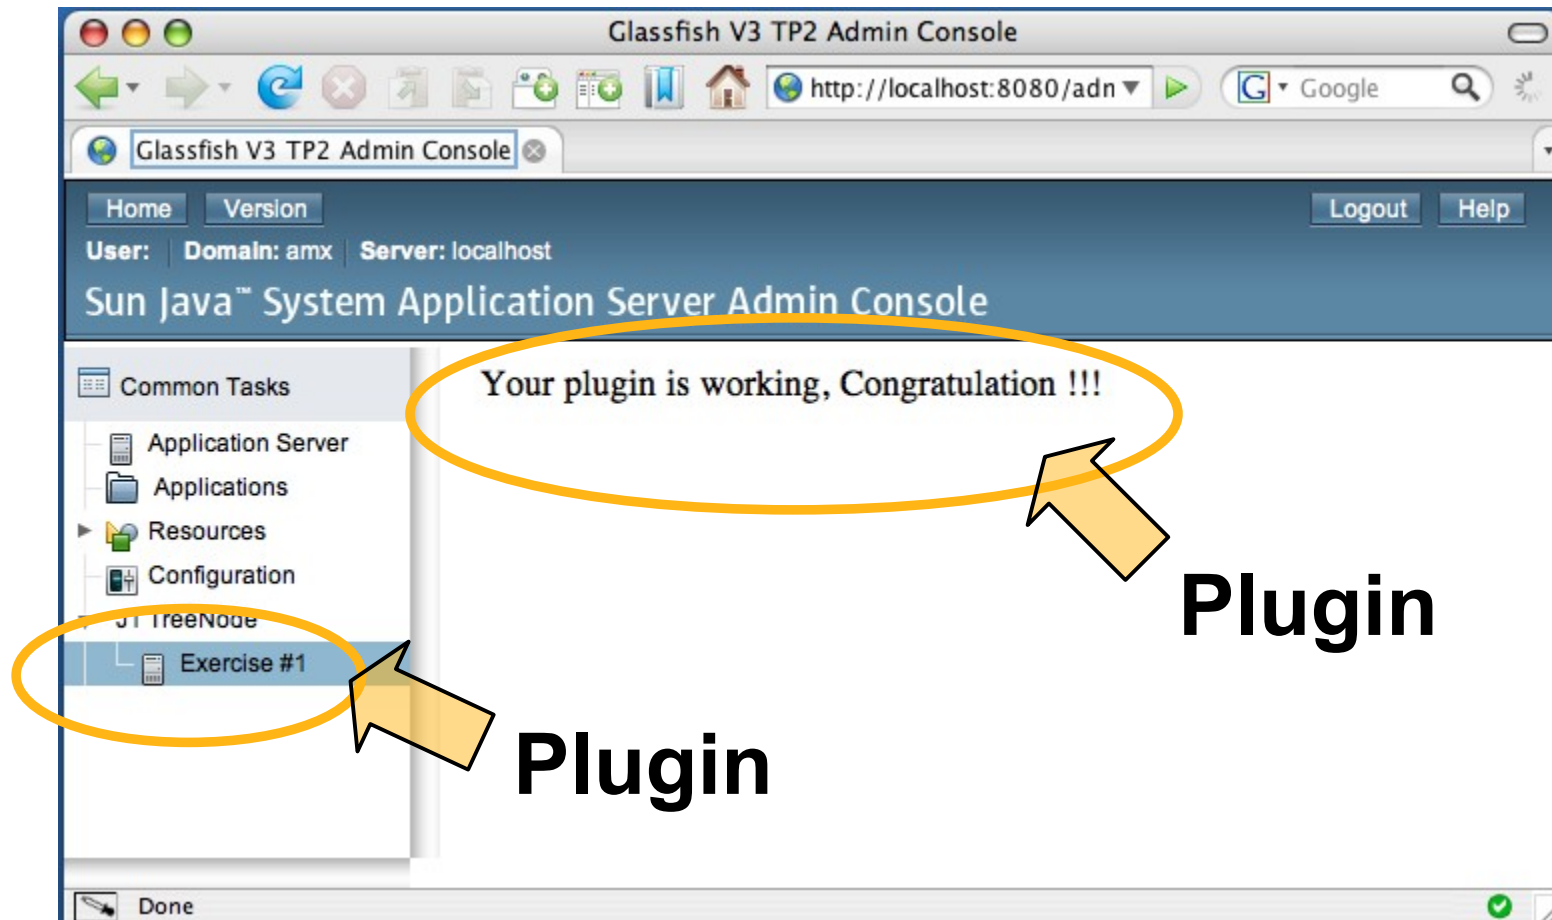 Glassfish V3 TP2 Admin Console
http://localhost:8080/adn
G Google
Glassfish V3 TP2 Admin Console
Home Version Logout Help
User: Domain: amx Server: localhost
Sun Java™ System Application Server Admin Console
Common Tasks
Your plugin is working, Congratulation !!!
Application Server
Applications
Resources
Configuration
J1 TreeNode
Exercise #1
Plugin
Plugin
Done